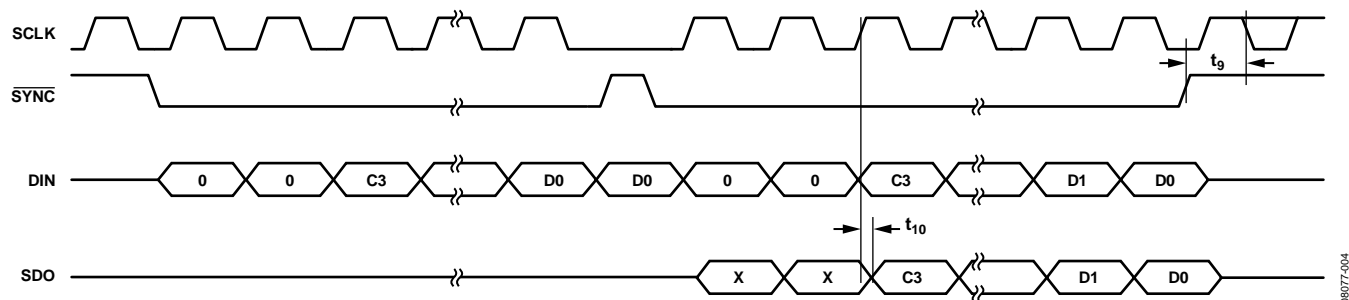 SCLK
t9
SYNC
DIN
0 0 C3 D0 D0 0 0 C3 D1 D0
t10
SDO
X X C3 D1 D0
08077-004